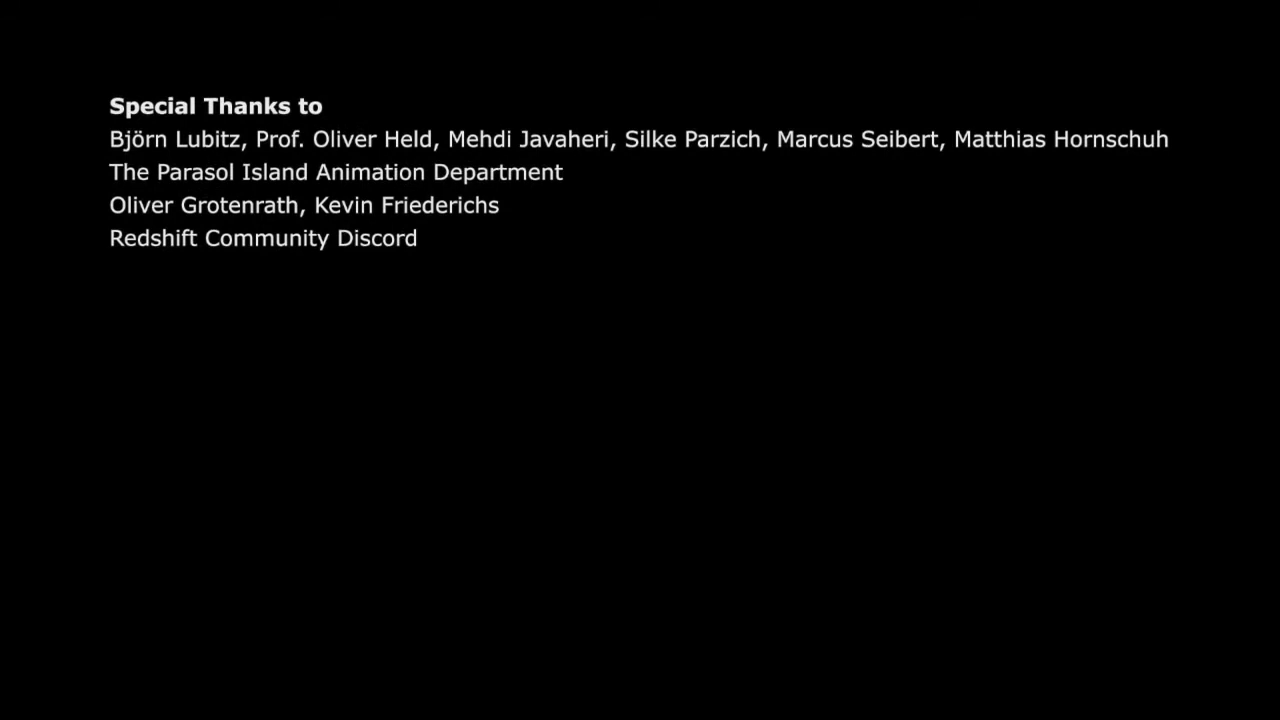 Special Thanks to
Björn Lubitz, Prof. Oliver Held, Mehdi Javaheri, Silke Parzich, Marcus Seibert, Matthias Hornschuh
The Parasol Island Animation Department
Oliver Grotenrath, Kevin Friederichs
Redshift Community Discord